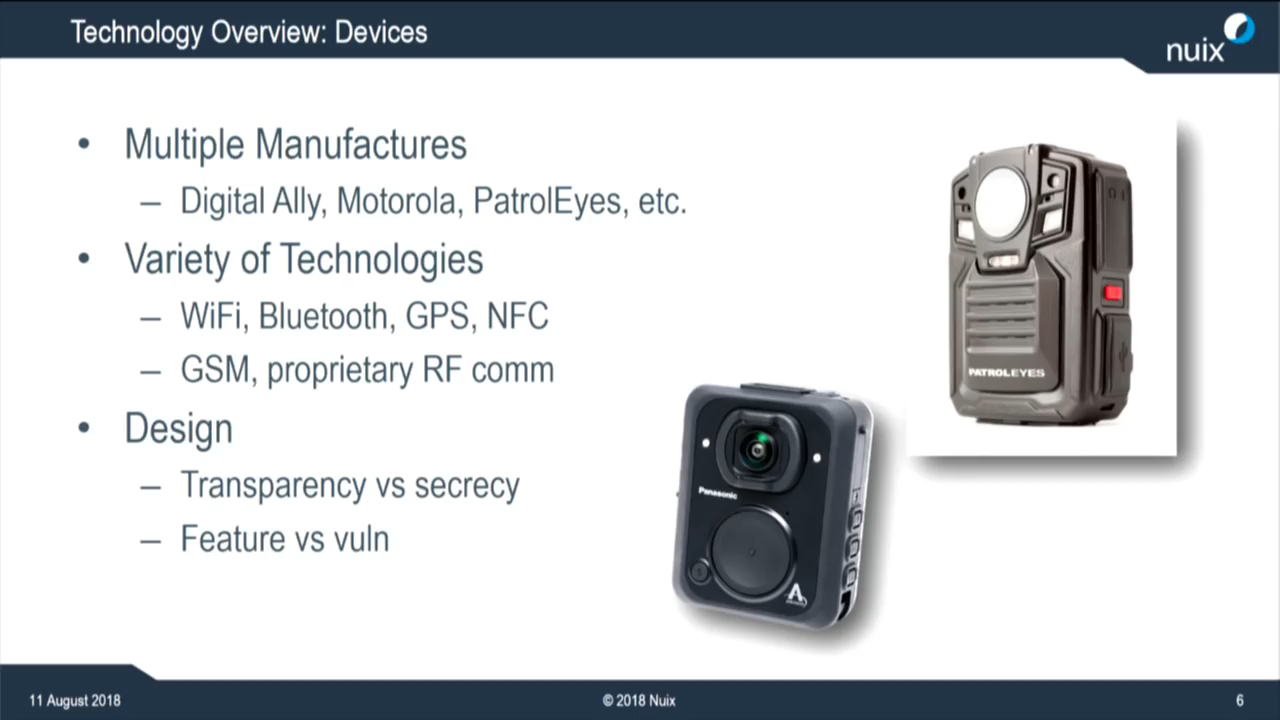 Technology Overview: Devices
nuix
• Multiple Manufactures
– Digital Ally, Motorola, PatrolEyes, etc.
• Variety of Technologies
– WiFi, Bluetooth, GPS, NFC
– GSM, proprietary RF comm
• Design
– Transparency vs secrecy
– Feature vs vuln
PATROLEYES
Panasonic
11 August 2018
© 2018 Nuix
6